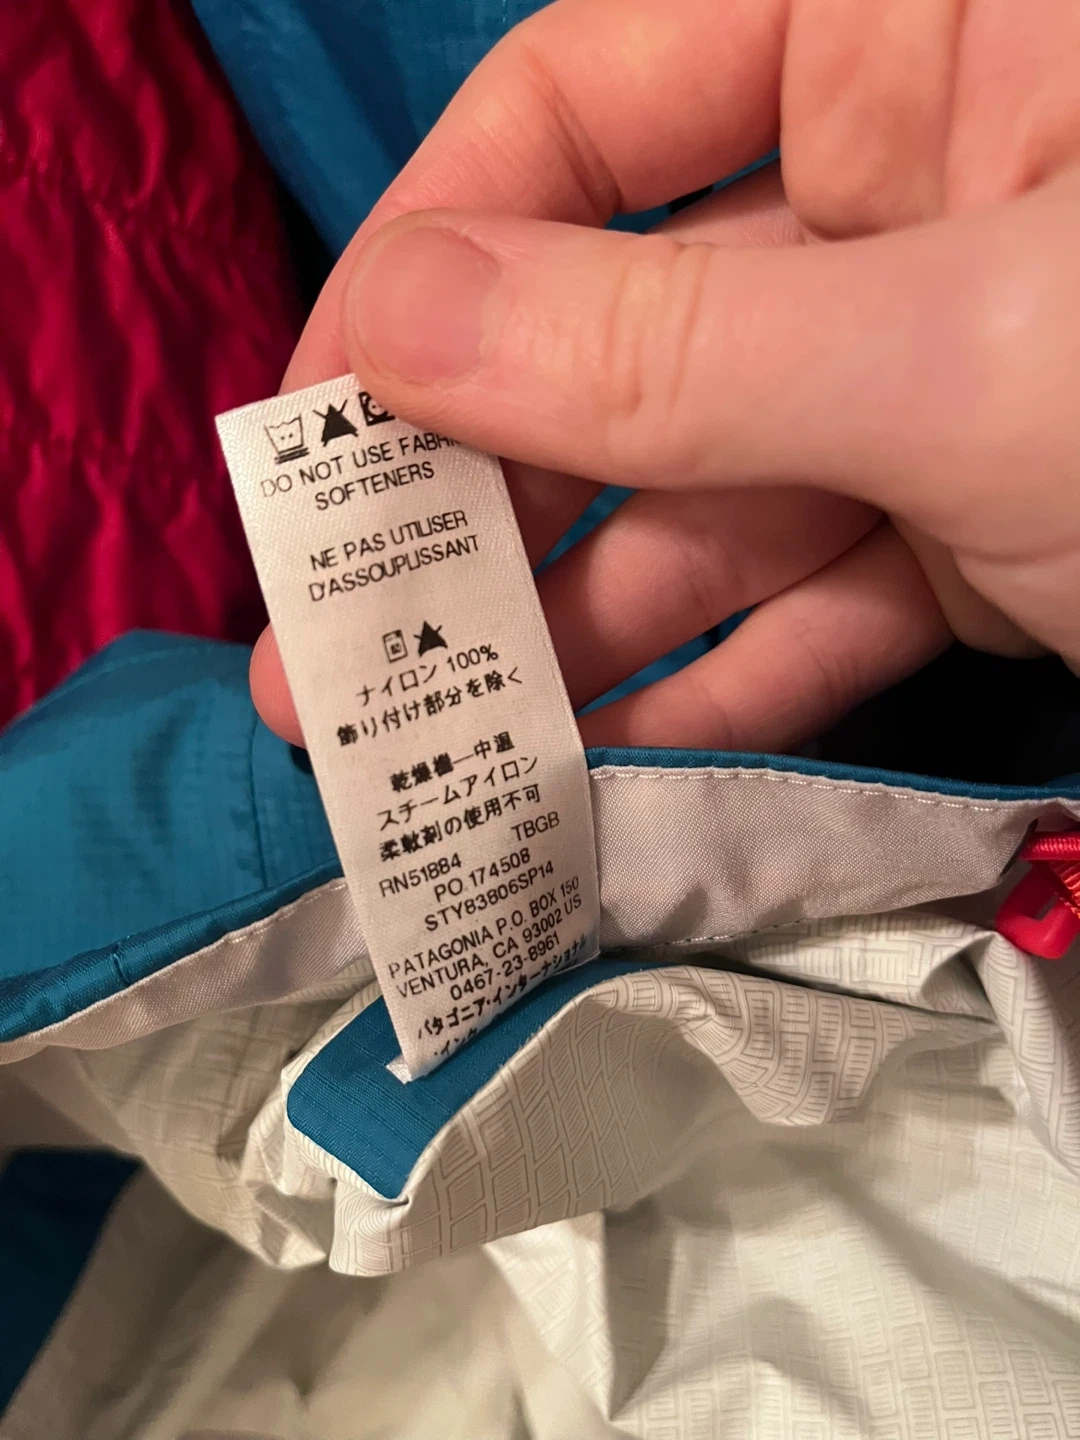 DO NOT USE FABRI
SOFTENERS
NE PAS UTILISER
D'ASSOUPLISSANT
ナイロン 100%
飾り付け部分を除く
乾燥機—中温
スチームアイロン
柔軟剤の使用不可
RN51884 TBGB
PO 174508
STY83806SP14
PATAGONIA P.O. BOX 150
VENTURA, CA 93002 US
0467-23-8961
パタゴニア・インターナショナル
・インク